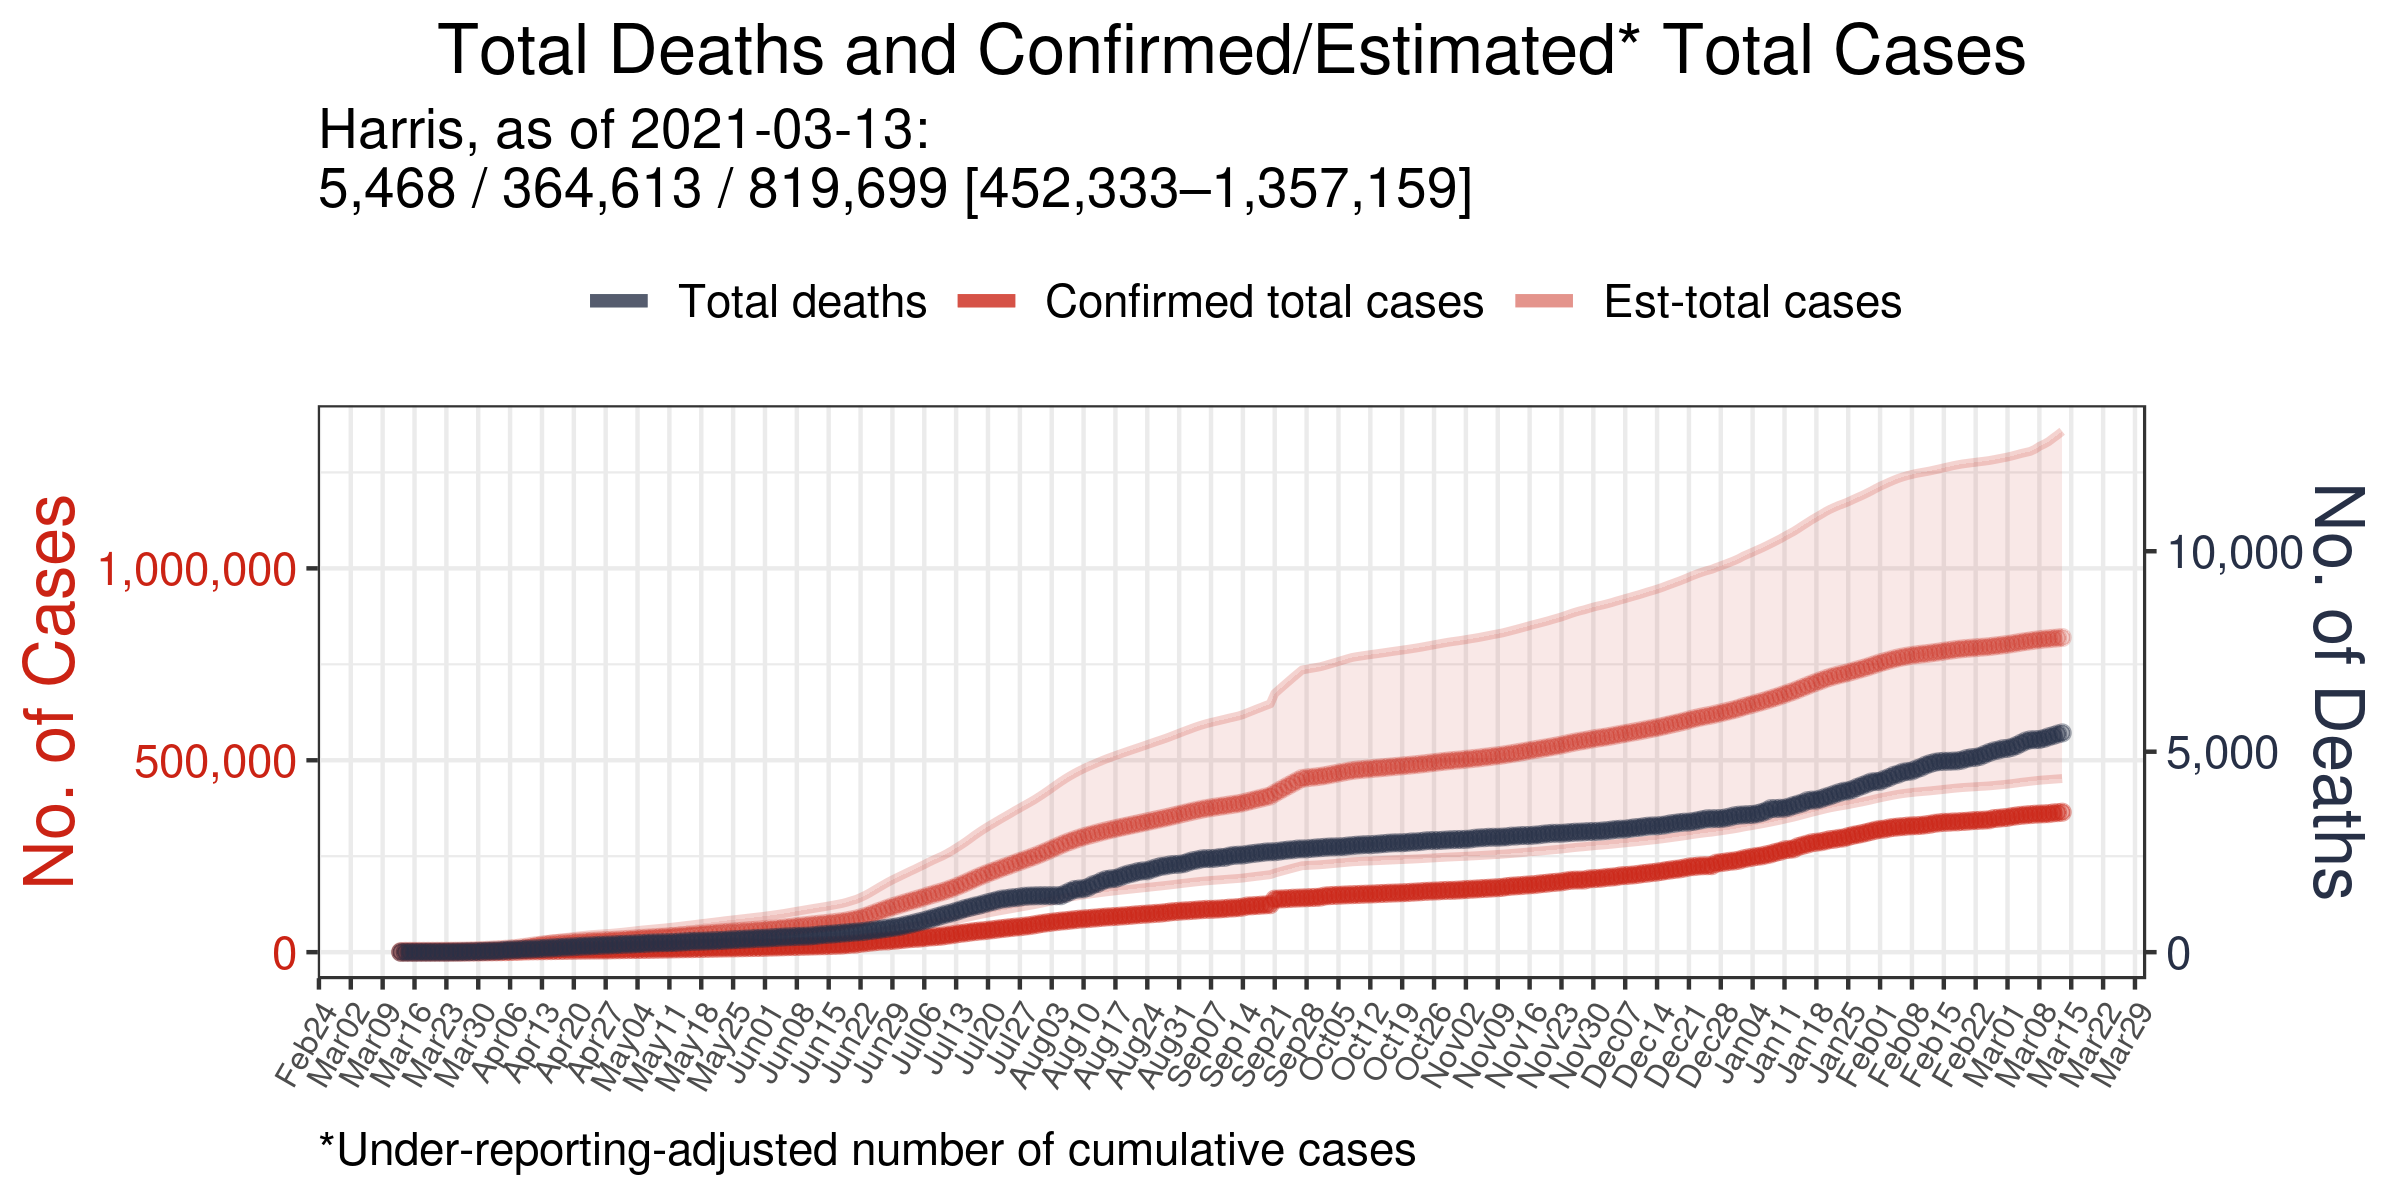 Total Deaths and Confirmed/Estimated* Total Cases
Harris, as of 2021-03-13:
5,468 / 364,613 / 819,699 [452,333–1,357,159]
Total deaths
Confirmed total cases
Est-total cases
No. of Cases
1,000,000
500,000
0
10,000
5,000
0
No. of Deaths
Feb24
Mar02
Mar09
Mar16
Mar23
Mar30
Apr06
Apr13
Apr20
Apr27
May04
May11
May18
May25
Jun01
Jun08
Jun15
Jun22
Jun29
Jul06
Jul13
Jul20
Jul27
Aug03
Aug10
Aug17
Aug24
Aug31
Sep07
Sep14
Sep21
Sep28
Oct05
Oct12
Oct19
Oct26
Nov02
Nov09
Nov16
Nov23
Nov30
Dec07
Dec14
Dec21
Dec28
Jan04
Jan11
Jan18
Jan25
Feb01
Feb08
Feb15
Feb22
Mar01
Mar08
Mar15
Mar22
Mar29
*Under-reporting-adjusted number of cumulative cases